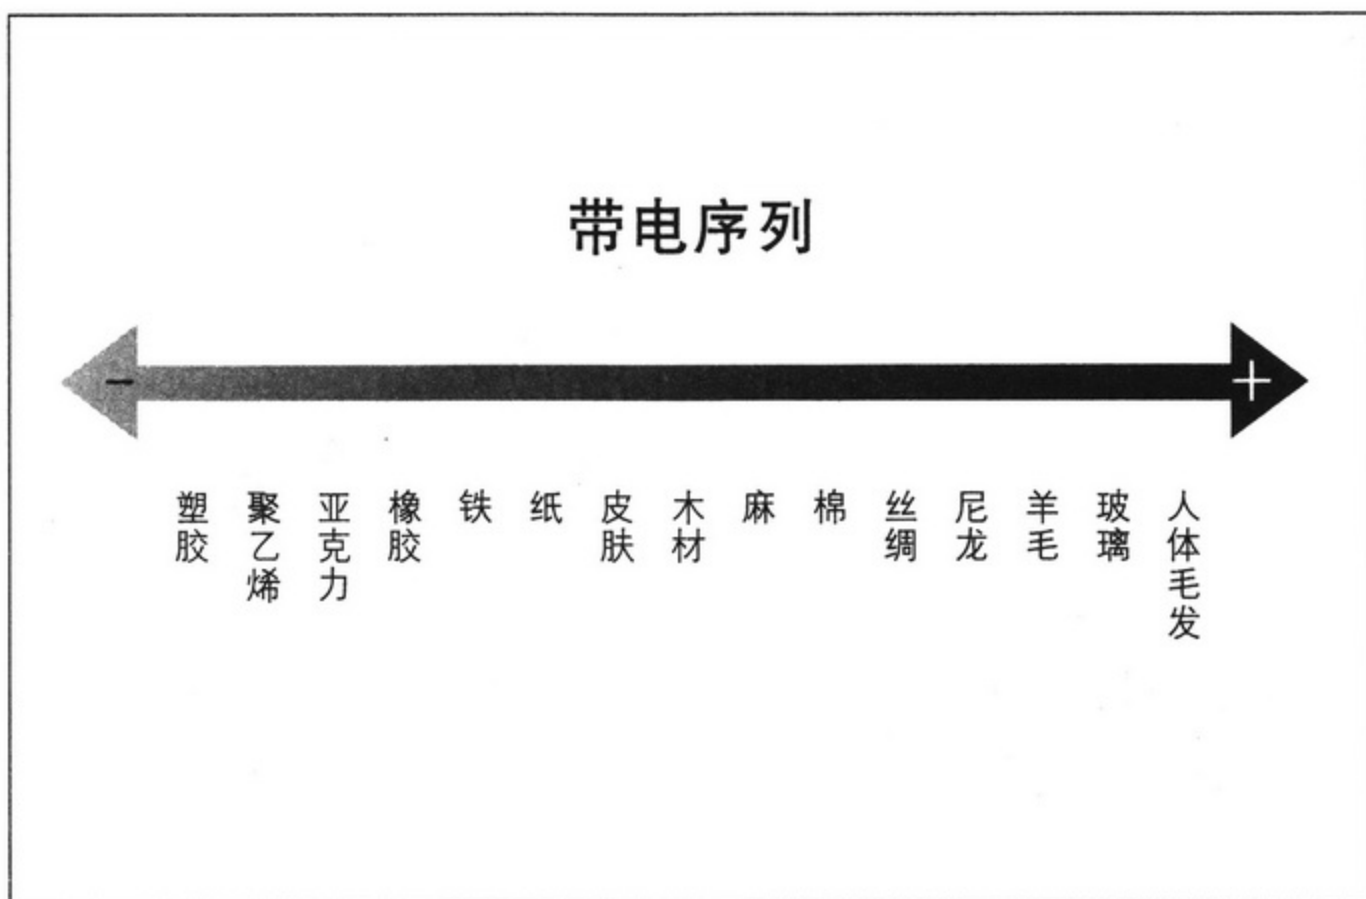 带电序列
－ ＋
塑胶
聚乙烯
亚克力
橡胶
铁
纸
皮肤
木材
麻
棉
丝绸
尼龙
羊毛
玻璃
人体毛发